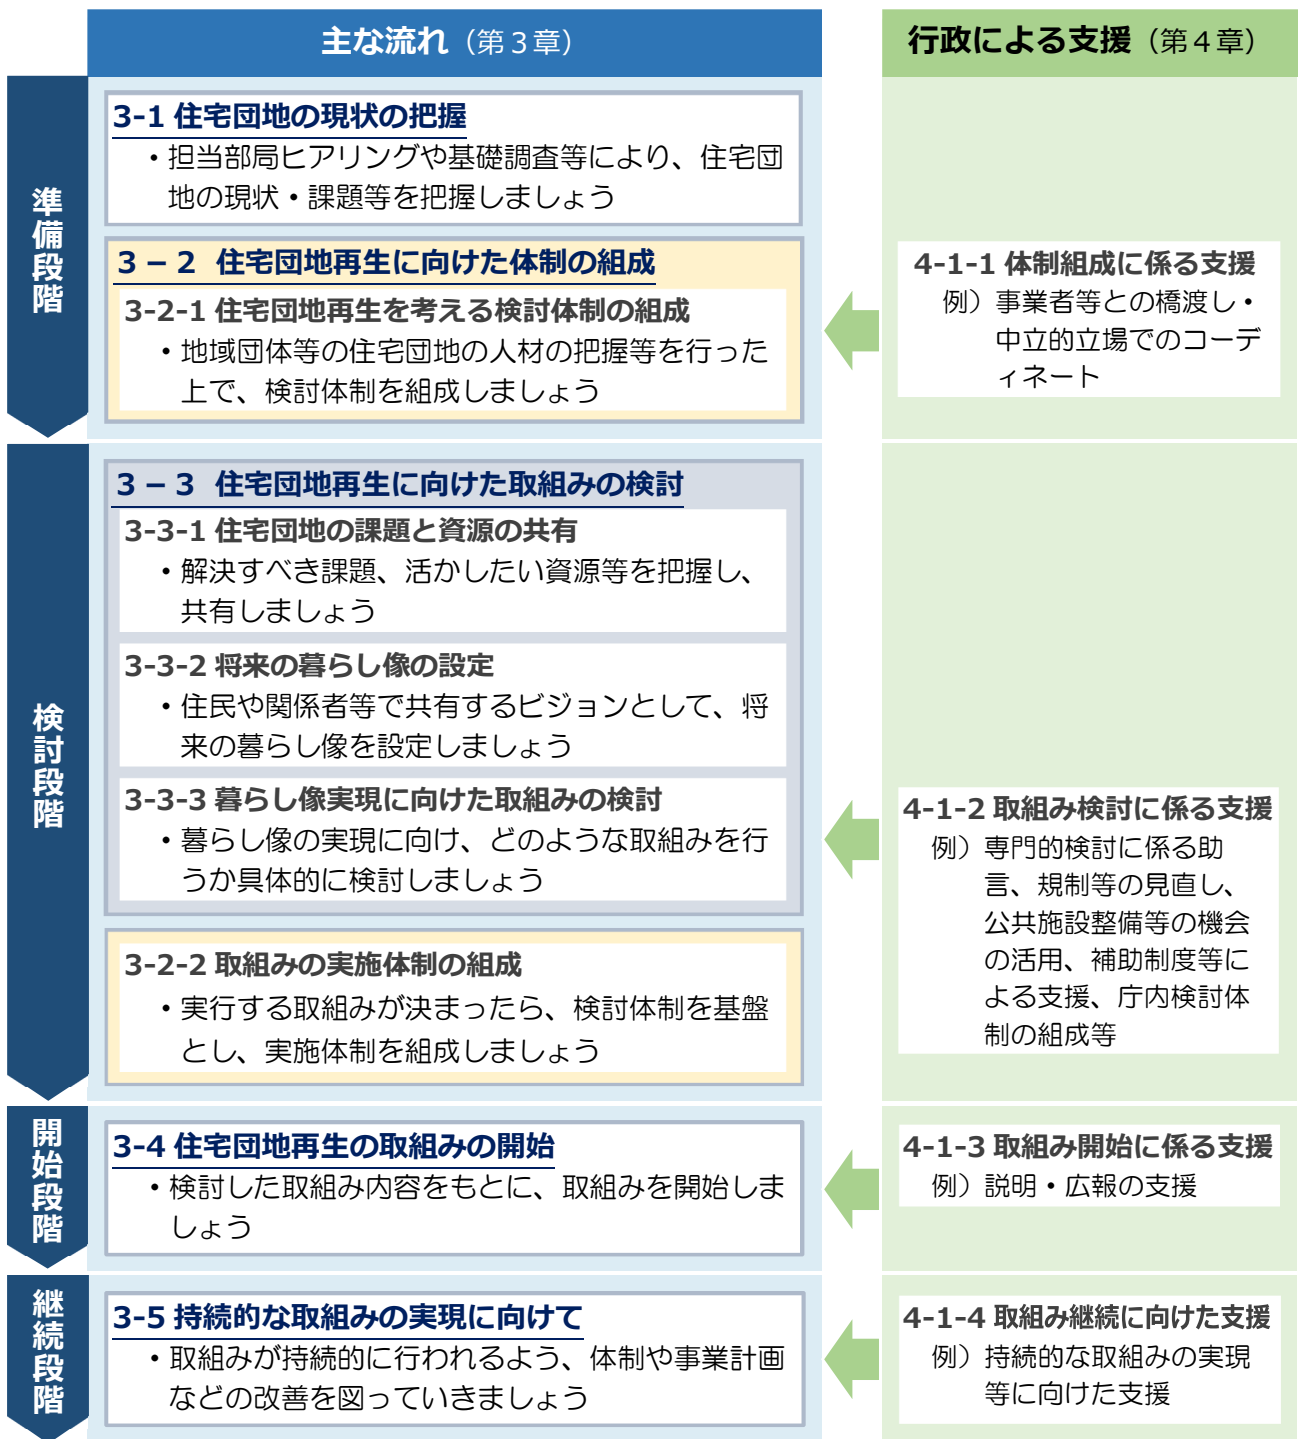 主な流れ（第３章）
行政による支援（第４章）
準備段階
3-1 住宅団地の現状の把握
・担当部局ヒアリングや基礎調査等により、住宅団
地の現状・課題等を把握しましょう
３－２ 住宅団地再生に向けた体制の組成
3-2-1 住宅団地再生を考える検討体制の組成
・地域団体等の住宅団地の人材の把握等を行った
上で、検討体制を組成しましょう
4-1-1 体制組成に係る支援
例）事業者等との橋渡し・
中立的立場でのコーデ
ィネート
検討段階
３－３ 住宅団地再生に向けた取組みの検討
3-3-1 住宅団地の課題と資源の共有
・解決すべき課題、活かしたい資源等を把握し、
共有しましょう
3-3-2 将来の暮らし像の設定
・住民や関係者等で共有するビジョンとして、将
来の暮らし像を設定しましょう
3-3-3 暮らし像実現に向けた取組みの検討
・暮らし像の実現に向け、どのような取組みを行
うか具体的に検討しましょう
3-2-2 取組みの実施体制の組成
・実行する取組みが決まったら、検討体制を基盤
とし、実施体制を組成しましょう
4-1-2 取組み検討に係る支援
例）専門的検討に係る助
言、規制等の見直し、
公共施設整備等の機会
の活用、補助制度等に
よる支援、庁内検討体
制の組成等
開始段階
3-4 住宅団地再生の取組みの開始
・検討した取組み内容をもとに、取組みを開始しま
しょう
4-1-3 取組み開始に係る支援
例）説明・広報の支援
継続段階
3-5 持続的な取組みの実現に向けて
・取組みが持続的に行われるよう、体制や事業計画
などの改善を図っていきましょう
4-1-4 取組み継続に向けた支援
例）持続的な取組みの実現
等に向けた支援